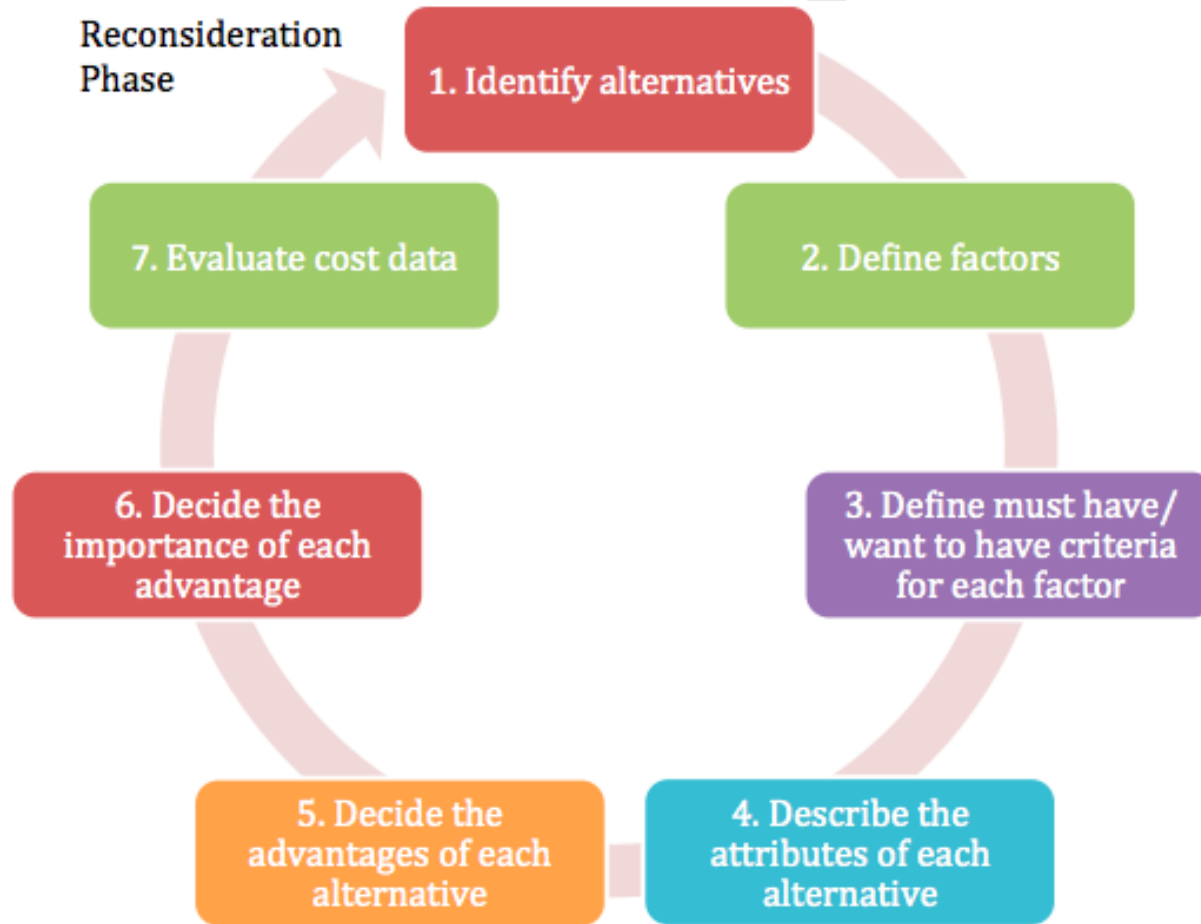 Reconsideration
Phase
1. Identify alternatives
2. Define factors
3. Define must have/
want to have criteria
for each factor
4. Describe the
attributes of each
alternative
5. Decide the
advantages of each
alternative
6. Decide the
importance of each
advantage
7. Evaluate cost data